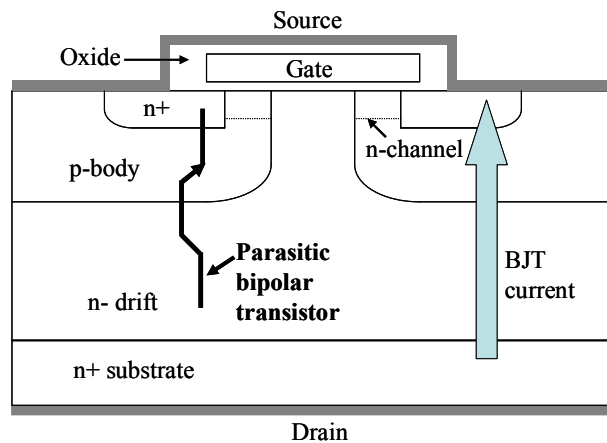 Source
Oxide
Gate
n+
n-channel
p-body
Parasitic
bipolar
transistor
BJT
current
n- drift
n+ substrate
Drain